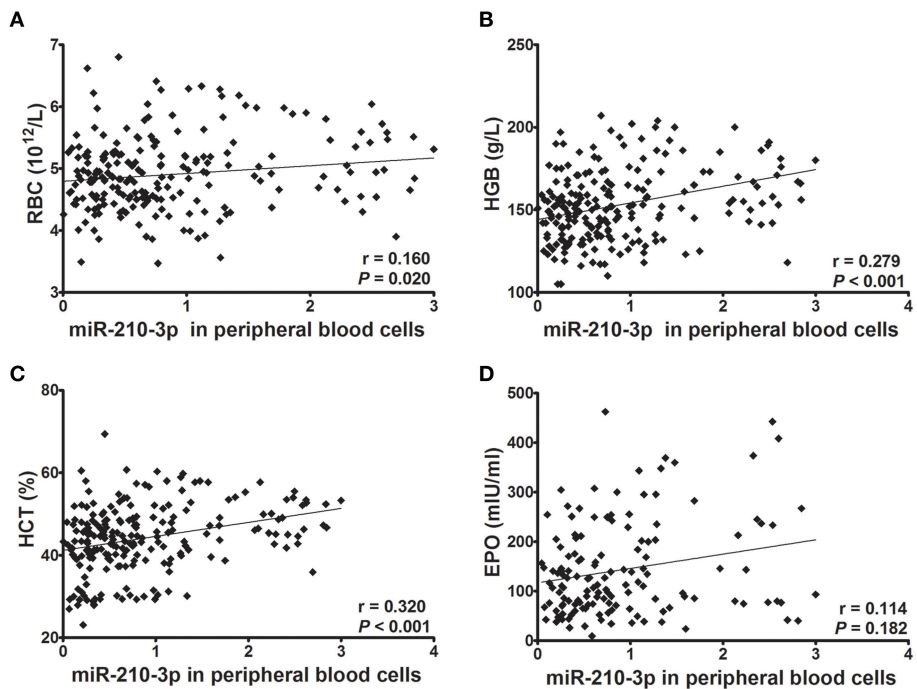 A
RBC (10¹²/L)
7
6
5
4
3
0 1 2 3
r = 0.160
P = 0.020
miR-210-3p in peripheral blood cells
B
HGB (g/L)
250
200
150
100
0 1 2 3 4
r = 0.279
P < 0.001
miR-210-3p in peripheral blood cells
C
HCT (%)
80
60
40
20
0 1 2 3 4
r = 0.320
P < 0.001
miR-210-3p in peripheral blood cells
D
EPO (mIU/ml)
500
400
300
200
100
0
0 1 2 3 4
r = 0.114
P = 0.182
miR-210-3p in peripheral blood cells